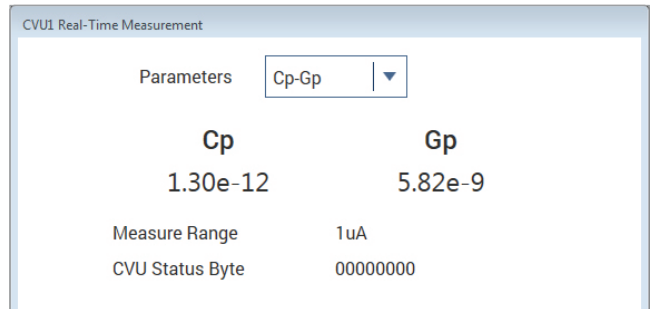 CVU1 Real-Time Measurement
Parameters Cp-Gp
Cp Gp
1.30e-12 5.82e-9
Measure Range 1uA
CVU Status Byte 00000000